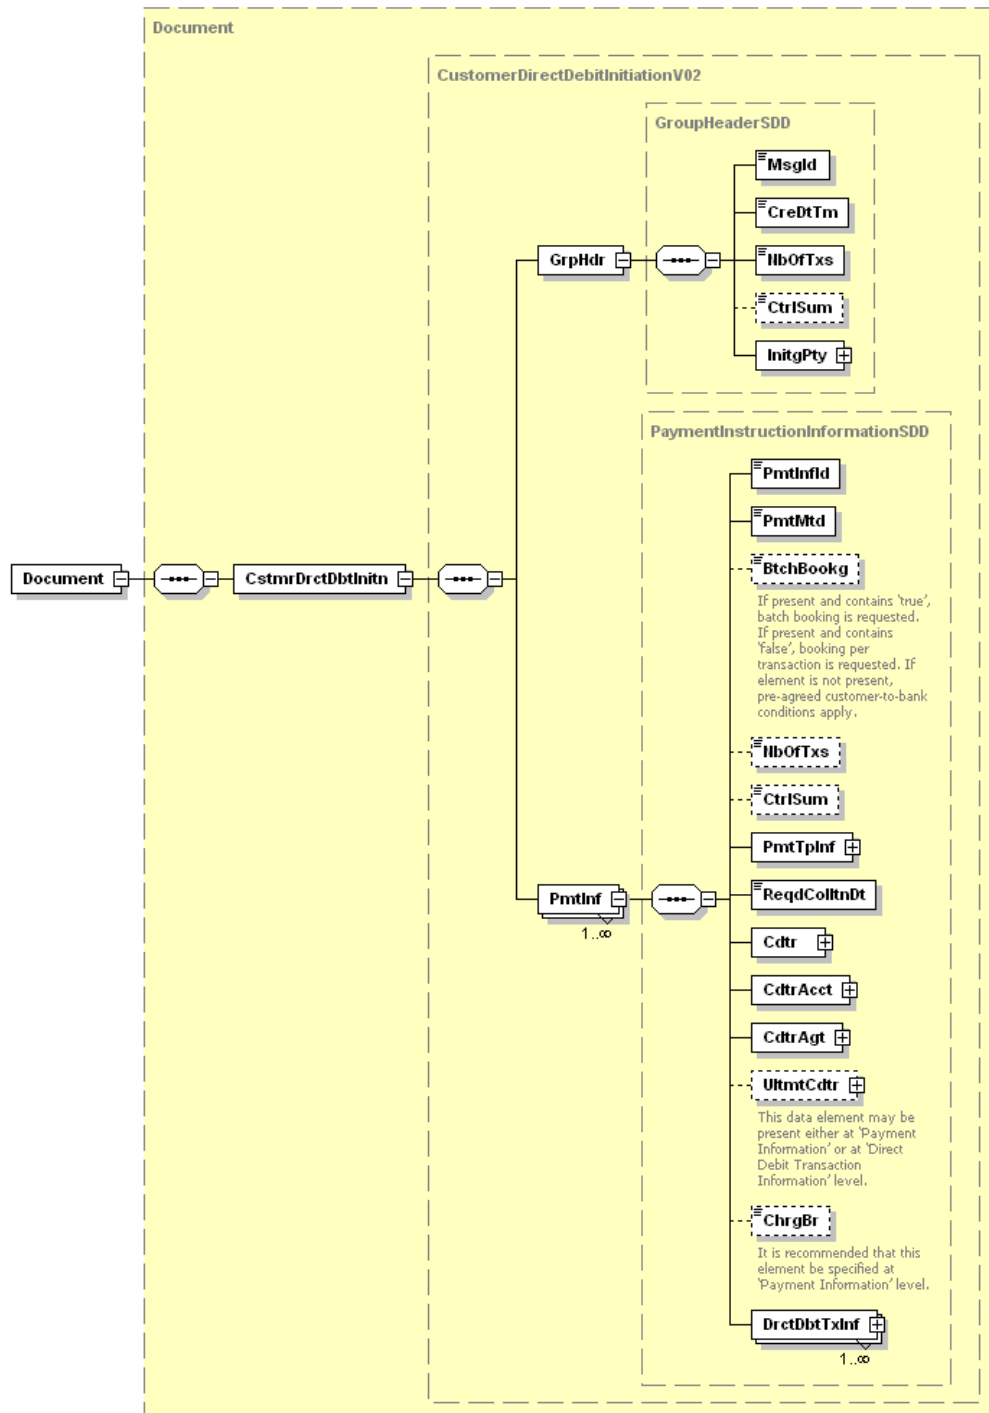 Document
CustomerDirectDebitInitiationV02
GroupHeaderSDD
MsgId
CreDtTm
GrpHdr
NbOfTxs
CtrlSum
InitgPty
PaymentInstructionInformationSDD
PmtInfId
PmtMtd
Document
CstmrDrctDbtInitn
BtchBookg
If present and contains 'true',
batch booking is requested.
If present and contains
'false', booking per
transaction is requested. If
element is not present,
pre-agreed customer-to-bank
conditions apply.
NbOfTxs
CtrlSum
PmtTpInf
PmtInf
1..∞
ReqdColltnDt
Cdtr
CdtrAcct
CdtrAgt
UltmtCdtr
This data element may be
present either at 'Payment
Information' or at 'Direct
Debit Transaction
Information' level.
ChrgBr
It is recommended that this
element be specified at
'Payment Information' level.
DrctDbtTxInf
1..∞